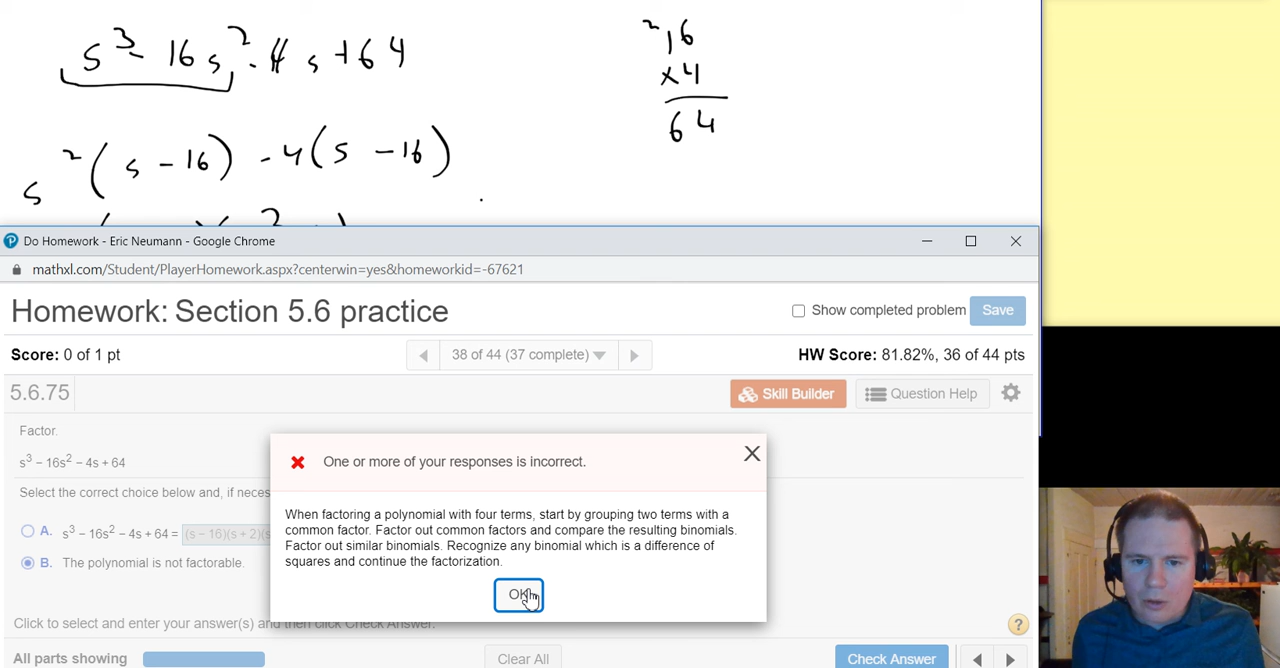 s³ - 16s² - 4s + 64
²16
×4
64
s²(s - 16) - 4(s - 16)
Do Homework - Eric Neumann - Google Chrome
mathxl.com/Student/PlayerHomework.aspx?centerwin=yes&homeworkid=-67621
Homework: Section 5.6 practice
Show completed problem
Save
Score: 0 of 1 pt
38 of 44 (37 complete)
HW Score: 81.82%, 36 of 44 pts
5.6.75
Skill Builder
Question Help
Factor.
s³ – 16s² – 4s + 64
Select the correct choice below and, if neces
A. s³ – 16s² – 4s + 64 = (s – 16)(s + 2)(s
B. The polynomial is not factorable.
One or more of your responses is incorrect.
When factoring a polynomial with four terms, start by grouping two terms with a
common factor. Factor out common factors and compare the resulting binomials.
Factor out similar binomials. Recognize any binomial which is a difference of
squares and continue the factorization.
OK
Click to select and enter your answer(s) and then click Check Answer.
?
All parts showing
Clear All
Check Answer